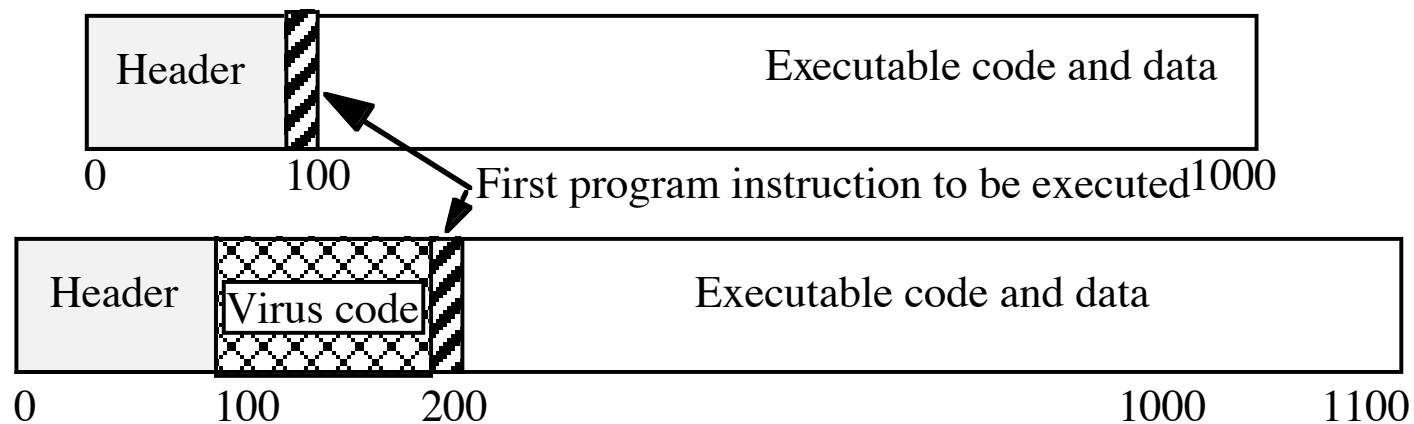 Header
Executable code and data
0
100
First program instruction to be executed
1000
Header
Virus code
Executable code and data
0
100
200
1000
1100